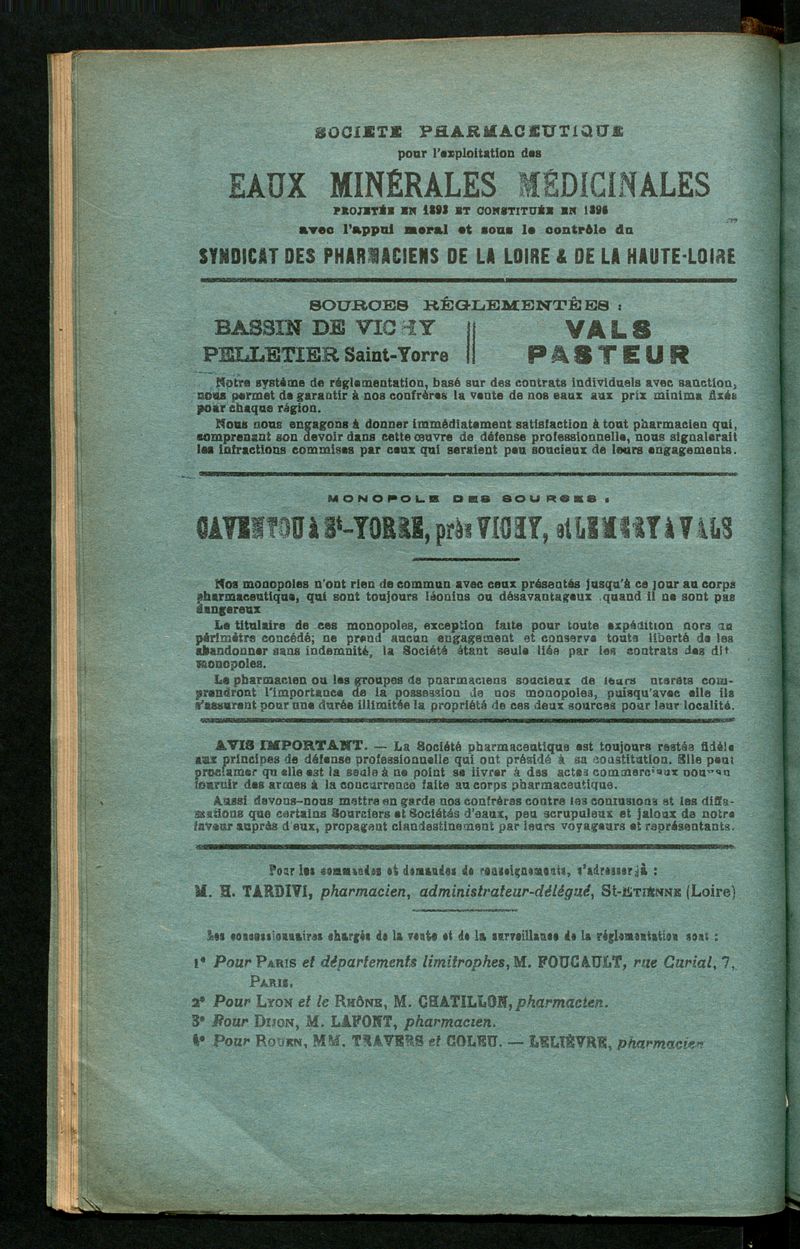 SOCIETE PHARMACEUTIQUE
pour l'exploitation des
EAUX MINÉRALES MÉDICINALES
PROJETÉE EN 1893 ET CONSTITUÉE EN 1896
avec l'appui moral et sous le contrôle du
SYNDICAT DES PHARMACIENS DE LA LOIRE & DE LA HAUTE-LOIRE
SOURCES RÉGLEMENTÉES :
BASSIN DE VICHY
PELLETIER Saint-Yorre
VALS
PASTEUR
Notre système de réglementation, basé sur des contrats individuels avec sanction,
nous permet de garantir à nos confrères la vente de nos eaux aux prix minima fixés
pour chaque région.
Nous nous engageons à donner immédiatement satisfaction à tout pharmacien qui,
comprenant son devoir dans cette œuvre de défense professionnelle, nous signalerait
les infractions commises par ceux qui seraient peu soucieux de leurs engagements.
MONOPOLE DES SOURCES :
CAVENTOU à St-YORRE, près VICHY, et à VALS
Nos monopoles n'ont rien de commun avec ceux présentés jusqu'à ce jour au corps
pharmaceutique, qui sont toujours léonins ou désavantageux quand il ne sont pas
dangereux
Le titulaire de ces monopoles, exception faite pour toute expédition hors du
périmètre concédé; ne prend aucun engagement et conserve toute liberté de les
abandonner sans indemnité, la Société étant seule liée par les contrats des dit
monopoles.
Le pharmacien ou les groupes de pharmaciens soucieux de leurs ntérêts com-
prendront l'importance de la possession de nos monopoles, puisqu'avec elle ils
s'assurent pour une durée illimitée la propriété de ces deux sources pour leur localité.
AVIS IMPORTANT. — La Société pharmaceutique est toujours restée fidèle
aux principes de défense professionnelle qui ont présidé à sa constitution. Elle peut
proclamer qu elle est la seule à ne point se livrer à des actes commerciaux pouvant
fournir des armes à la concurrence faite au corps pharmaceutique.
Aussi devons-nous mettre en garde nos confrères contre les confusions et les diffa-
mations que certains Sourciers et Sociétés d'eaux, peu scrupuleux et jaloux de notre
faveur auprès d'eux, propagent clandestinement par leurs voyageurs et représentants.
Pour les commandes et demandes de renseignements, s'adresser à :
M. H. TARDIVI, pharmacien, administrateur-délégué, St-ÉTIENNE (Loire)
Les concessionnaires chargés de la vente et de la surveillance de la réglementation sont :
1° Pour PARIS et départements limitrophes, M. FOUCAULT, rue Curial, 7,
PARIS.
2° Pour LYON et le RHÔNE, M. CHATILLON, pharmacien.
3° Pour DIJON, M. LAFONT, pharmacien.
4° Pour ROUEN, MM. TRAVERS et COLEU. — LELIÈVRE, pharmacien